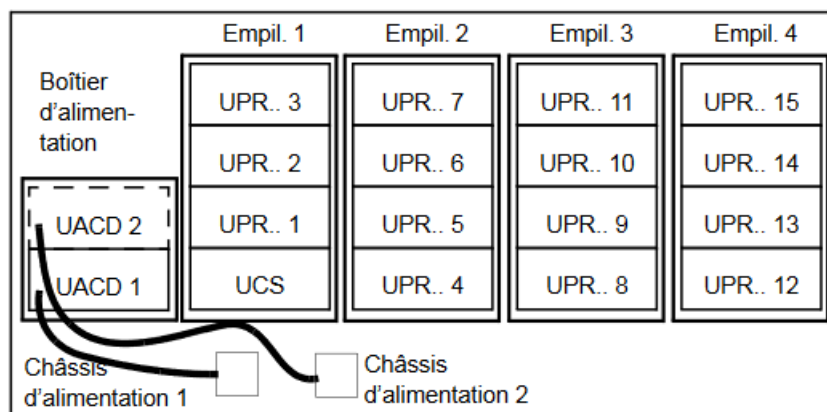 Empil. 1 Empil. 2 Empil. 3 Empil. 4
Boîtier
d’alimen-
tation
UPR.. 3 UPR.. 7 UPR.. 11 UPR.. 15
UPR.. 2 UPR.. 6 UPR.. 10 UPR.. 14
UACD 2 UPR.. 1 UPR.. 5 UPR.. 9 UPR.. 13
UACD 1 UCS UPR.. 4 UPR.. 8 UPR.. 12
Châssis
d’alimentation 1
Châssis
d’alimentation 2